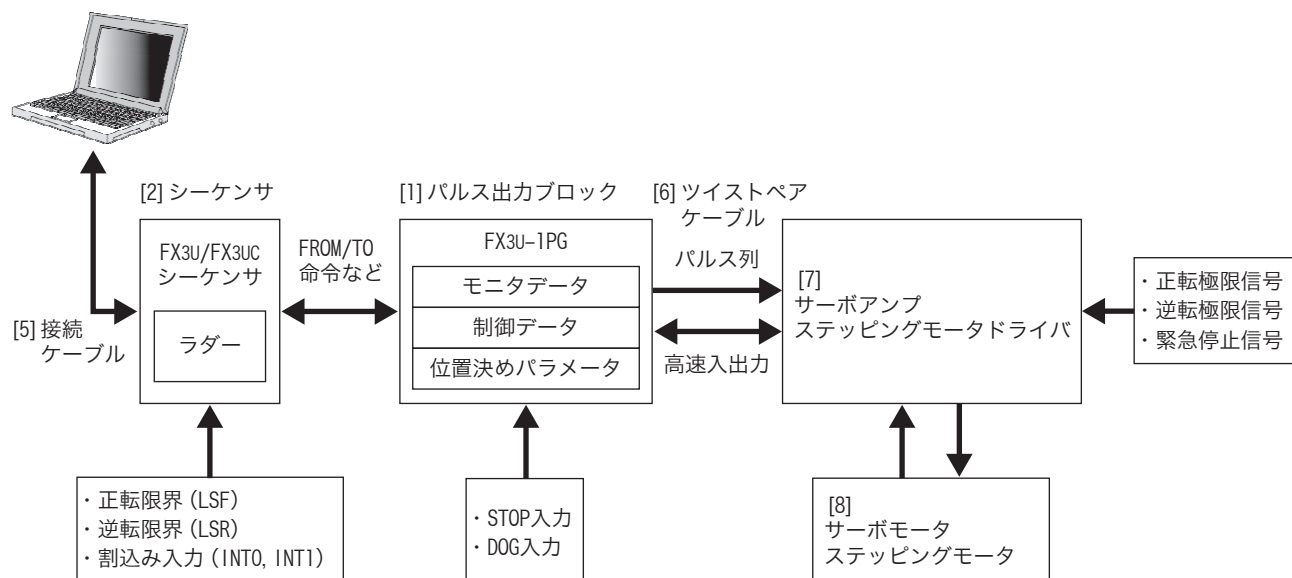 [2] シーケンサ
[1] パルス出力ブロック
[6] ツイストペア
ケーブル
FX3U/FX3UC
シーケンサ
ラダー
FROM/TO
命令など
FX3U-1PG
モニタデータ
制御データ
位置決めパラメータ
パルス列
高速入出力
[7]
サーボアンプ
ステッピングモータドライバ
・正転極限信号
・逆転極限信号
・緊急停止信号
[5] 接続
ケーブル
・正転限界 (LSF)
・逆転限界 (LSR)
・割込み入力 (INT0, INT1)
・STOP入力
・DOG入力
[8]
サーボモータ
ステッピングモータ